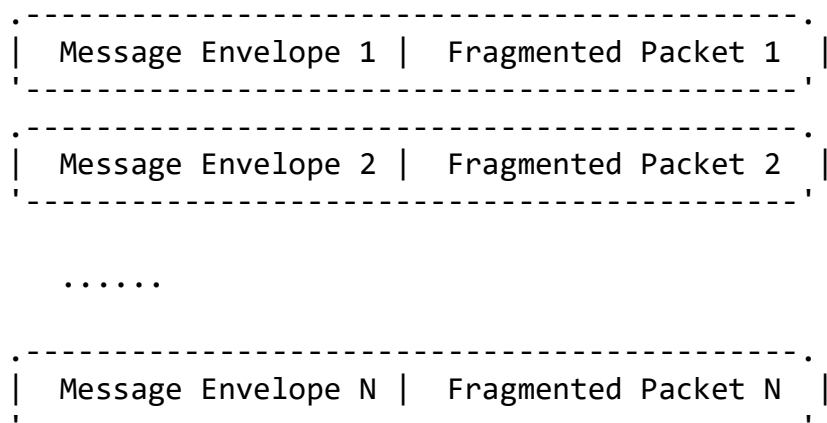 .--------------------------------------------.
|  Message Envelope 1 |  Fragmented Packet 1  |
'--------------------------------------------'
.--------------------------------------------.
|  Message Envelope 2 |  Fragmented Packet 2  |
'--------------------------------------------'
......
.--------------------------------------------.
|  Message Envelope N |  Fragmented Packet N  |
'                                            '